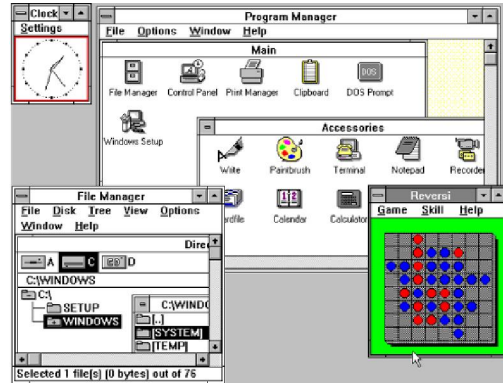 Clock
Settings
Program Manager
File Options Window Help
Main
File Manager Control Panel Print Manager Clipboard DOS Prompt
DOS
Windows Setup
Accessories
Write Paintbrush Terminal Notepad Recorder
rdfile Calendar Calculator
File Manager
File Disk Tree View Options
Window Help
Direc
A C D
C:\WINDOWS
C:\
SETUP
WINDOWS
C:\WINDO
[..]
[SYSTEM]
[TEMP]
Selected 1 file(s) (0 bytes) out of 76
Reversi
Game Skill Help